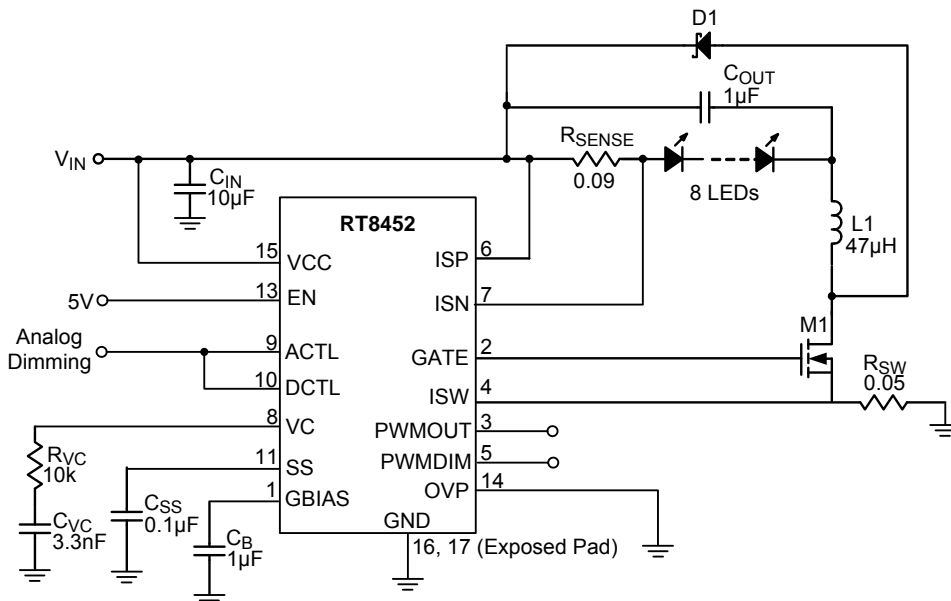 D1
COUT
1µF
RSENSE
0.09
VIN
CIN
10µF
8 LEDs
L1
47µH
RT8452
15
VCC
ISP
6
5V
13
EN
ISN
7
M1
Analog
Dimming
9
ACTL
GATE
2
RSW
0.05
10
DCTL
ISW
4
8
VC
PWMOUT
3
RVC
10k
11
SS
PWMDIM
5
1
GBIAS
OVP
14
CVC
3.3nF
CSS
0.1µF
CB
1µF
GND
16, 17 (Exposed Pad)